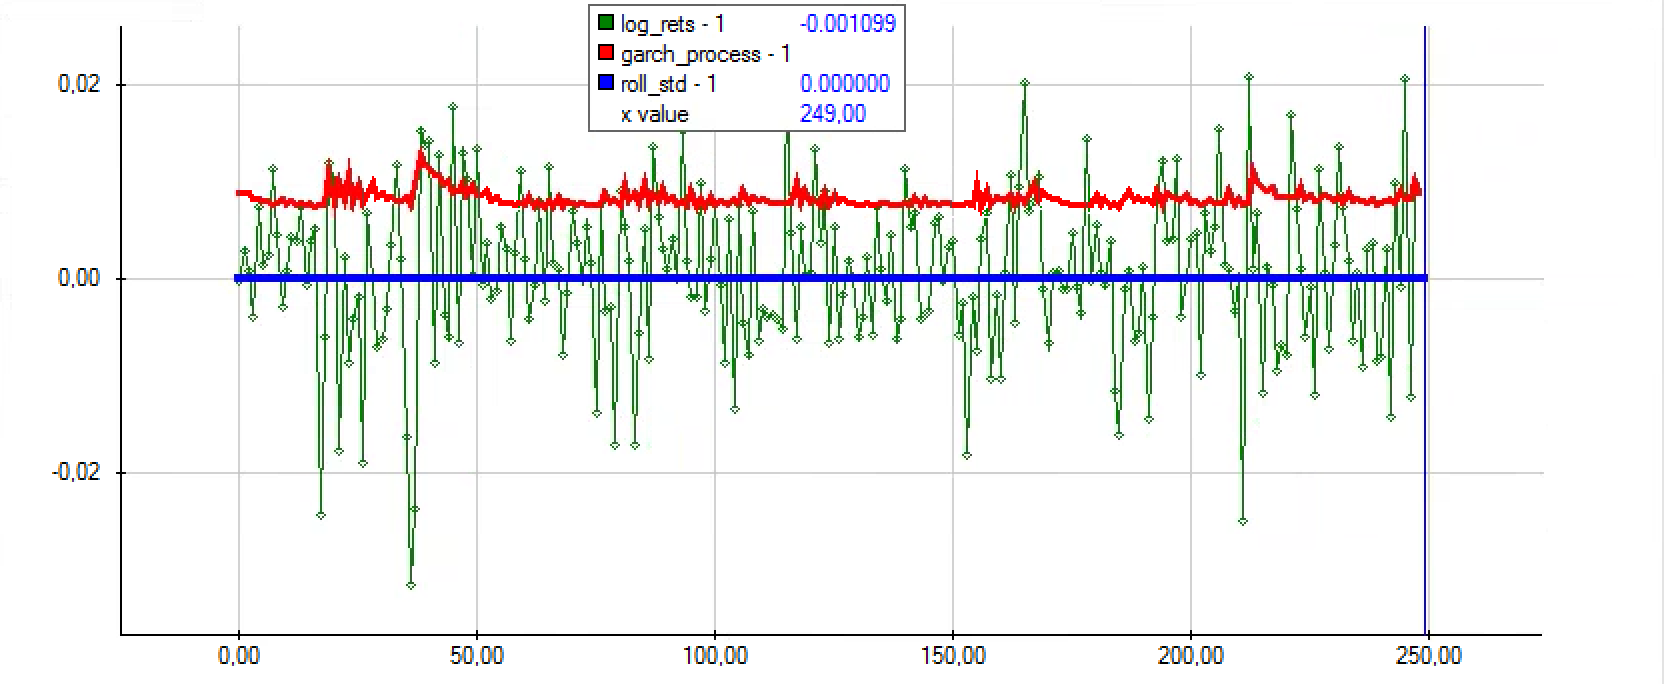 log_rets - 1 -0.001099
garch_process - 1
roll_std - 1 0.000000
x value 249,00
0,02
0,00
-0,02
0,00 50,00 100,00 150,00 200,00 250,00